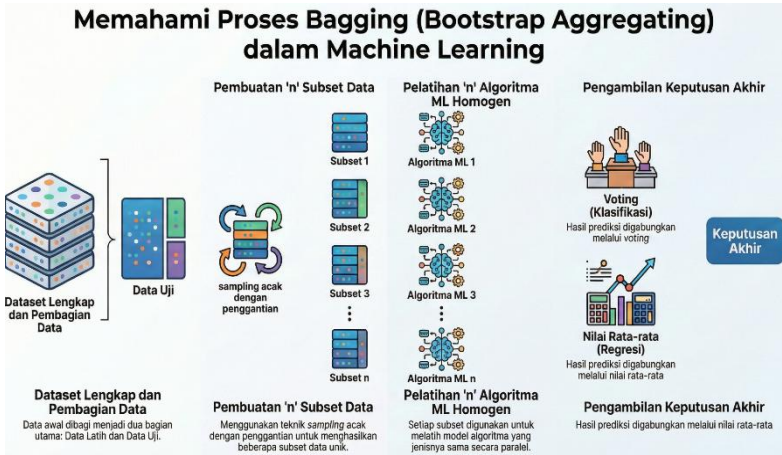 Memahami Proses Bagging (Bootstrap Aggregating)
dalam Machine Learning
Pembuatan 'n' Subset Data
Pelatihan 'n' Algoritma
ML Homogen
Pengambilan Keputusan Akhir
Dataset Lengkap
dan Pembagian
Data
Data Uji
sampling acak
dengan
penggantian
Subset 1
Subset 2
Subset 3
Subset n
Algoritma ML 1
Algoritma ML 2
Algoritma ML 3
Algoritma ML n
Voting
(Klasifikasi)
Hasil prediksi digabungkan
melalui voting
Nilai Rata-rata
(Regresi)
Hasil prediksi digabungkan
melalui nilai rata-rata
Keputusan
Akhir
Dataset Lengkap dan
Pembagian Data
Data awal dibagi menjadi dua bagian
utama: Data Latih dan Data Uji.
Pembuatan 'n' Subset Data
Menggunakan teknik sampling acak
dengan penggantian untuk menghasilkan
beberapa subset data unik.
Pelatihan 'n' Algoritma
ML Homogen
Setiap subset digunakan untuk
melatih model algoritma yang
jenisnya sama secara paralel.
Pengambilan Keputusan Akhir
Hasil prediksi digabungkan melalui nilai rata-rata